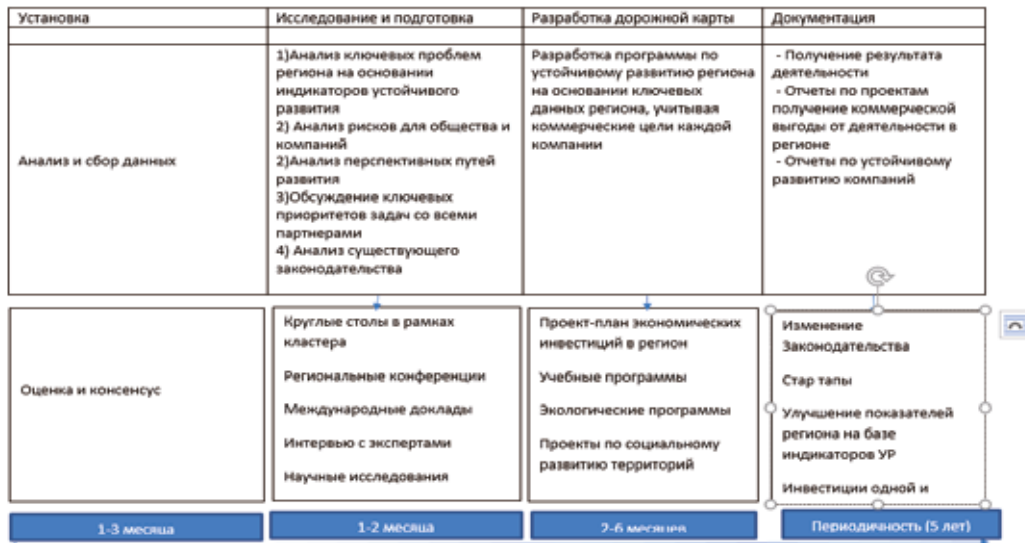 Установка
Исследование и подготовка
Разработка дорожной карты
Документация
Анализ и сбор данных
1)Анализ ключевых проблем
региона на основании
индикаторов устойчивого
развития
2) Анализ рисков для общества и
компаний
2)Анализ перспективных путей
развития
3)Обсуждение ключевых
приоритетов задач со всеми
партнерами
4) Анализ существующего
законодательства
Разработка программы по
устойчивому развитию региона
на основании ключевых
данных региона, учитывая
коммерческие цели каждой
компании
- Получение результата
деятельности
- Отчеты по проектам
получение коммерческой
выгоды от деятельности в
регионе
- Отчеты по устойчивому
развитию компаний
Оценка и консенсус
Круглые столы в рамках
кластера
Региональные конференции
Международные доклады
Интервью с экспертами
Научные исследования
Проект-план экономических
инвестиций в регион
Учебные программы
Экологические программы
Проекты по социальному
развитию территорий
Изменение
Законодательства
Стар тапы
Улучшение показателей
региона на базе
индикаторов УР
Инвестиции одной и
1-3 месяца
1-2 месяца
2-6 месяцев
Периодичность (5 лет)